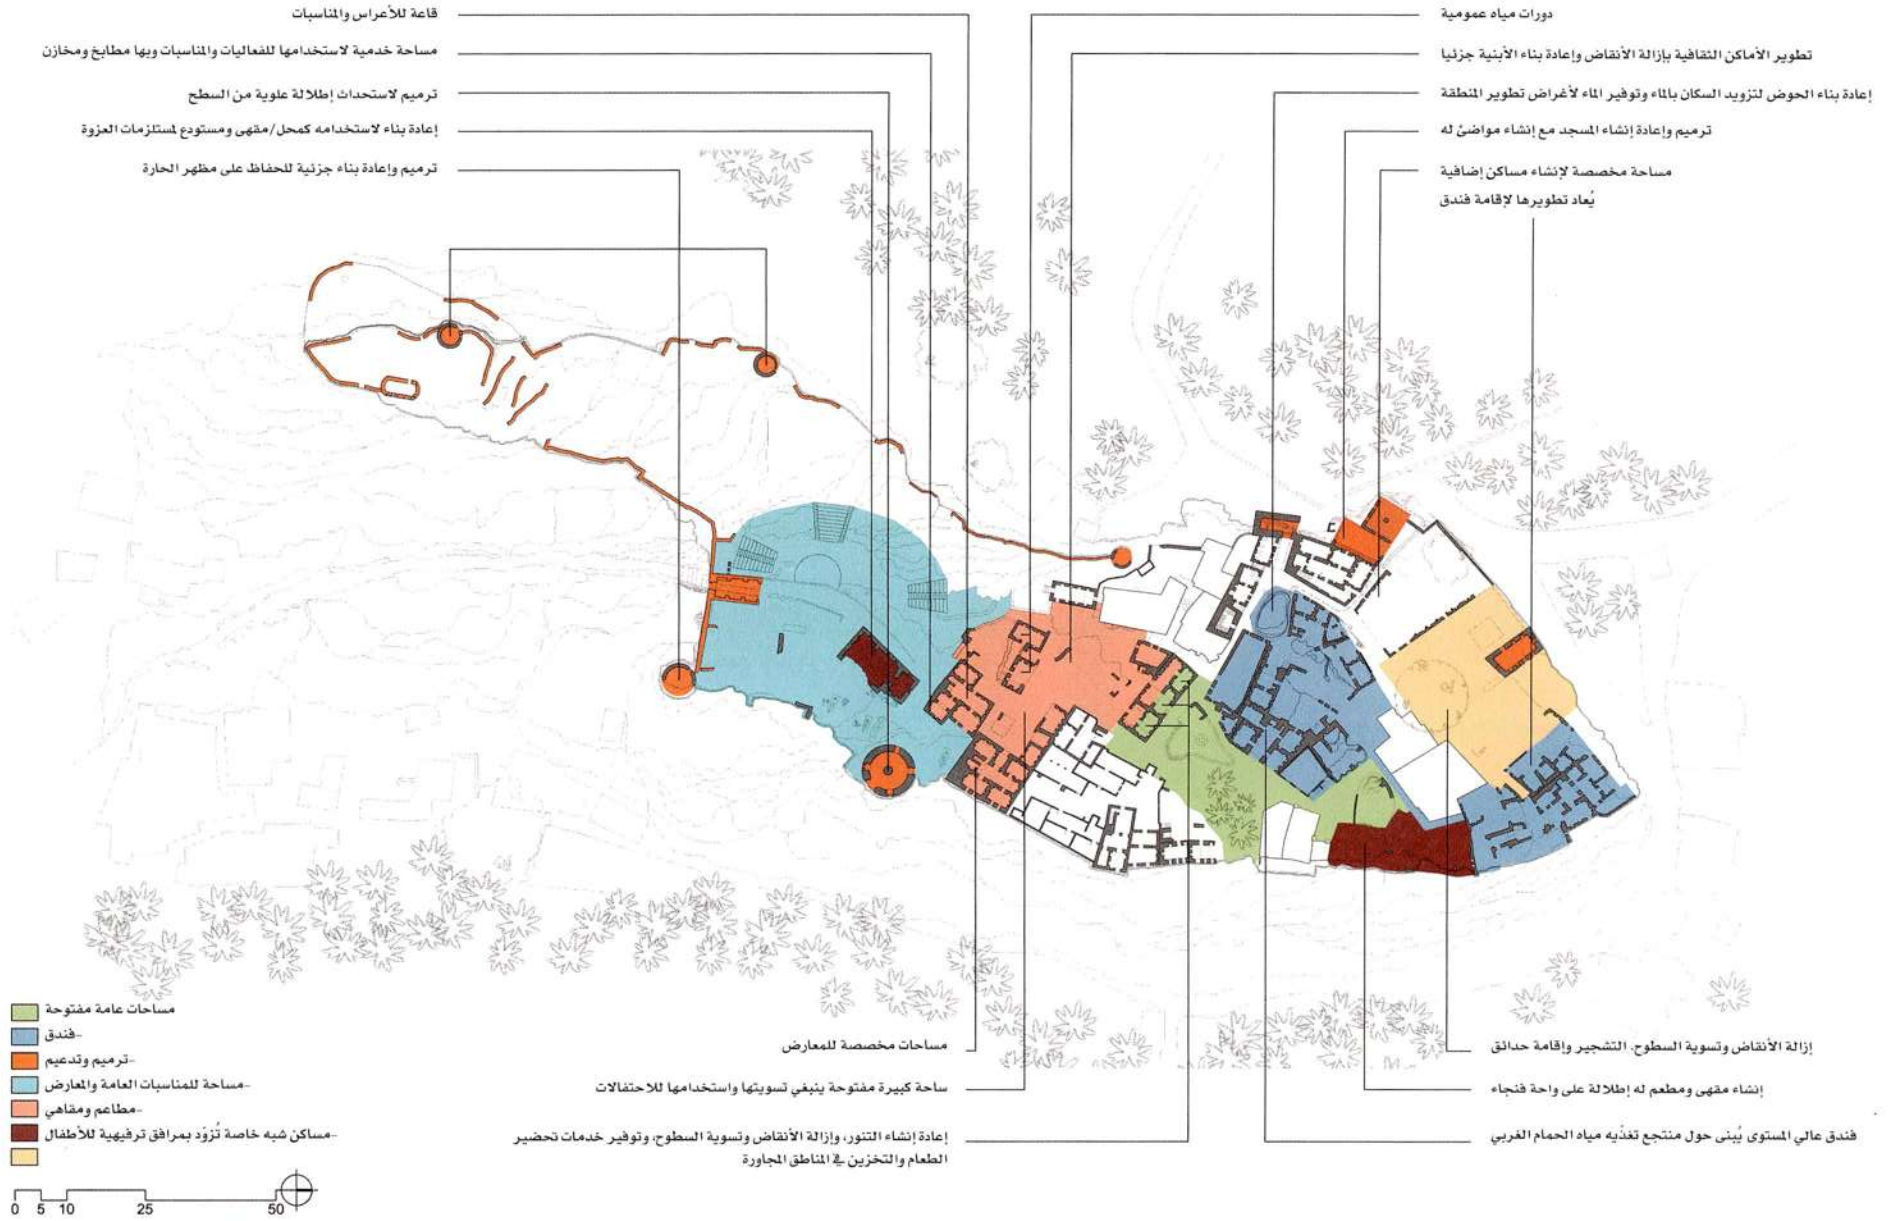 دورات مياه عمومية
تطوير الأماكن الثقافية بإزالة الأنقاض وإعادة بناء الأبنية جزئيا
إعادة بناء الحوض لتزويد السكان بالماء وتوفير الماء لأغراض تطوير المنطقة
ترميم وإعادة إنشاء المسجد مع إنشاء مواضئ له
مساحة مخصصة لإنشاء مساكن إضافية
يُعاد تطويرها لإقامة فندق
قاعة للأعراس والمناسبات
مساحة خدمية لاستخدامها للفعاليات والمناسبات وبها مطابخ ومخازن
ترميم لاستحداث إطلالة علوية من السطح
إعادة بناء لاستخدامه كمحل/مقهى ومستودع لمستلزمات العزوة
ترميم وإعادة بناء جزئية للحفاظ على مظهر الحارة
إزالة الأنقاض وتسوية السطوح. التشجير وإقامة حدائق
إنشاء مقهى ومطعم له إطلالة على واحة فنجاء
فندق عالي المستوى يُبنى حول منتجع تغذّيه مياه الحمام الغربي
مساحات مخصصة للمعارض
ساحة كبيرة مفتوحة ينبغي تسويتها واستخدامها للاحتفالات
إعادة إنشاء التنور، وإزالة الأنقاض وتسوية السطوح، وتوفير خدمات تحضير
الطعام والتخزين في المناطق المجاورة
مساحات عامة مفتوحة
-فندق
-ترميم وتدعيم
-مساحة للمناسبات العامة والمعارض
-مطاعم ومقاهي
-مساكن شبه خاصة تُزوّد بمرافق ترفيهية للأطفال
0 5 10 25 50